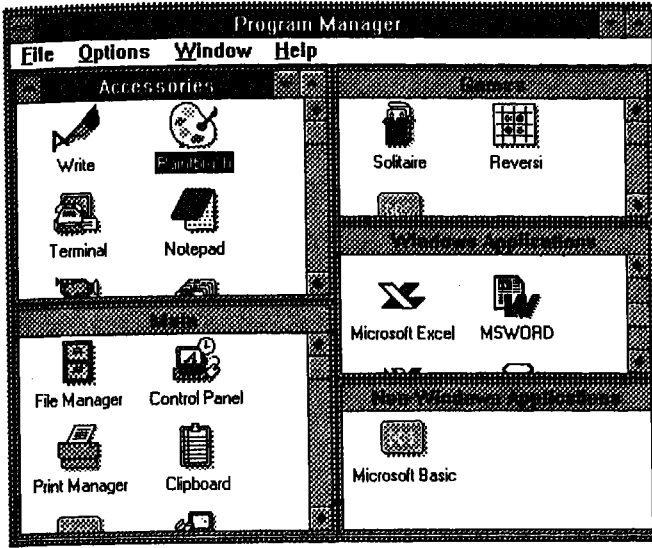 Program Manager
File Options Window Help
Accessories
Write Paintbrush
Terminal Notepad
Main
File Manager Control Panel
Print Manager Clipboard
Games
Solitaire Reversi
Windows Applications
Microsoft Excel MSWORD
Non-Windows Applications
Microsoft Basic